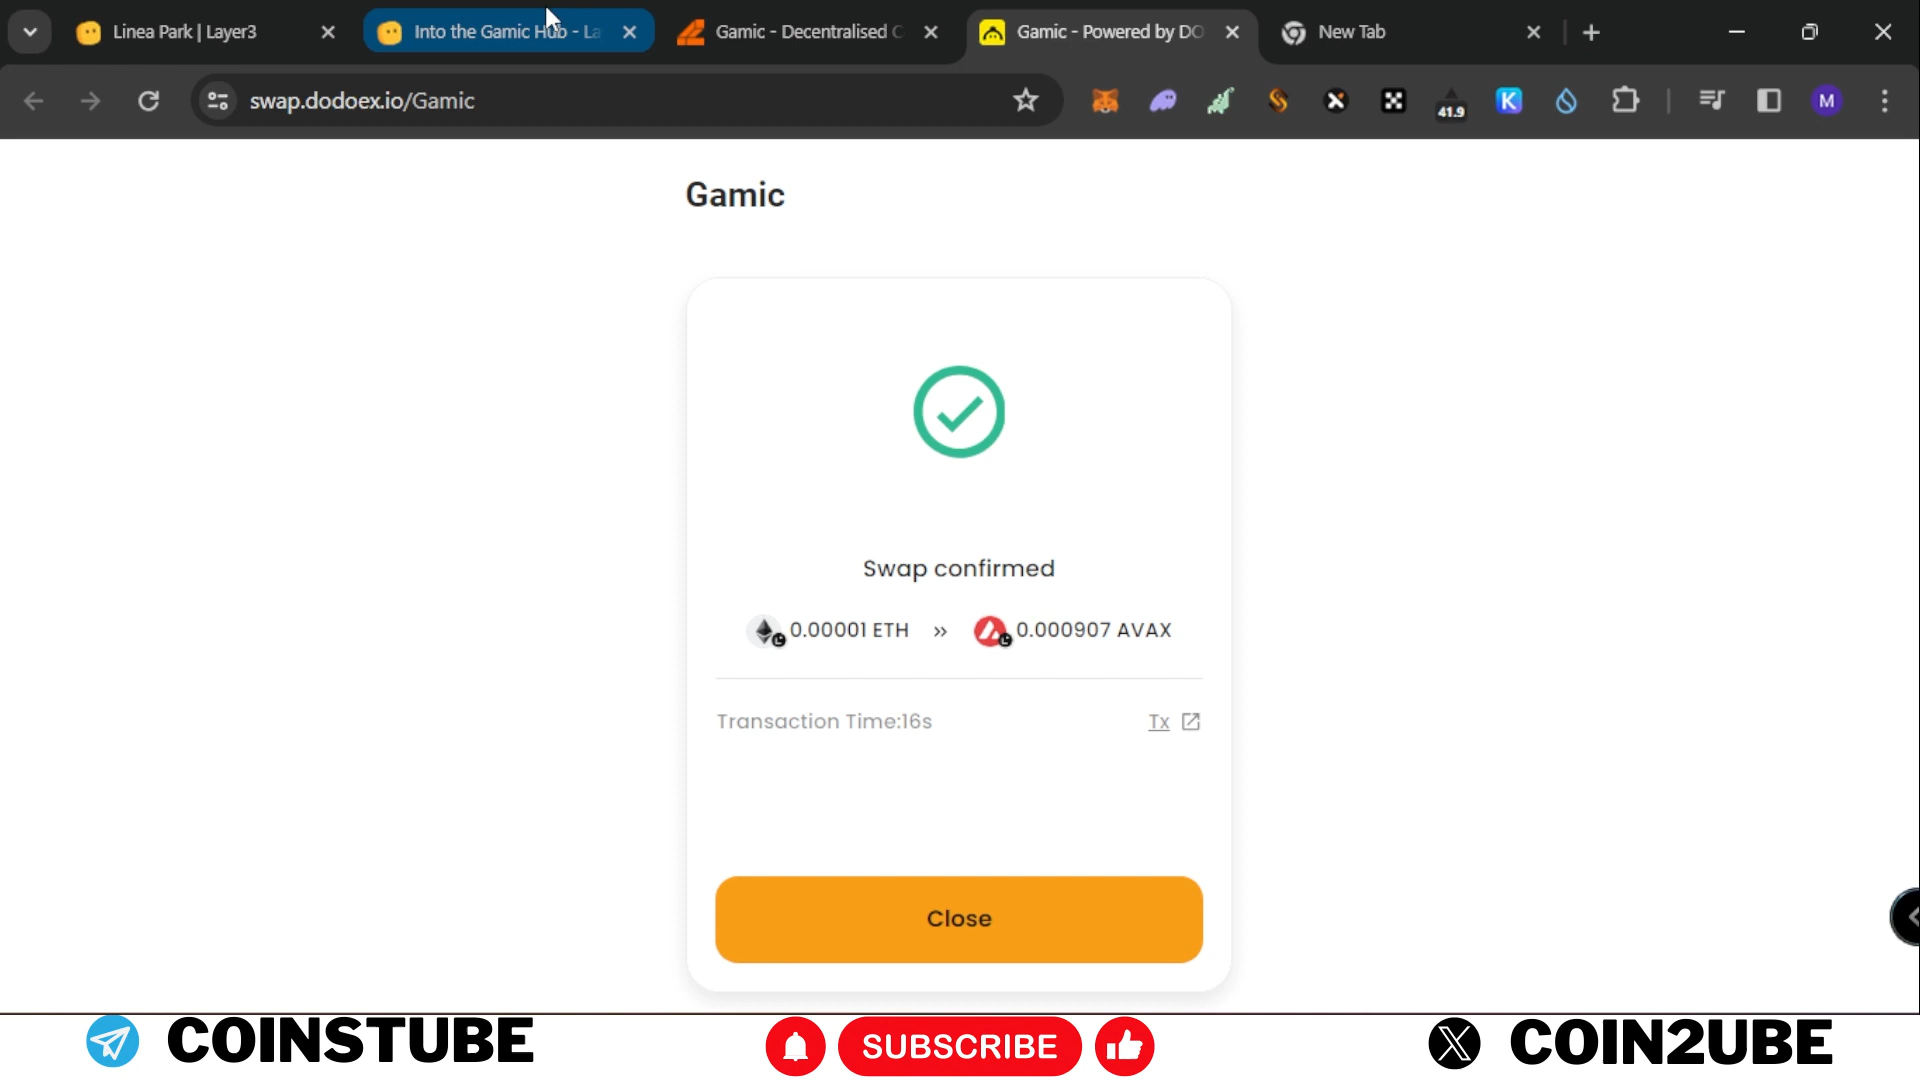 Linea Park | Layer3
Into the Gamic Hub - La
Gamic - Decentralised C
Gamic - Powered by DO
New Tab
swap.dodoex.io/Gamic
41.9
K
M
Gamic
Swap confirmed
0.00001 ETH » 0.000907 AVAX
Transaction Time:16s
Tx
Close
COINSTUBE
SUBSCRIBE
COIN2UBE